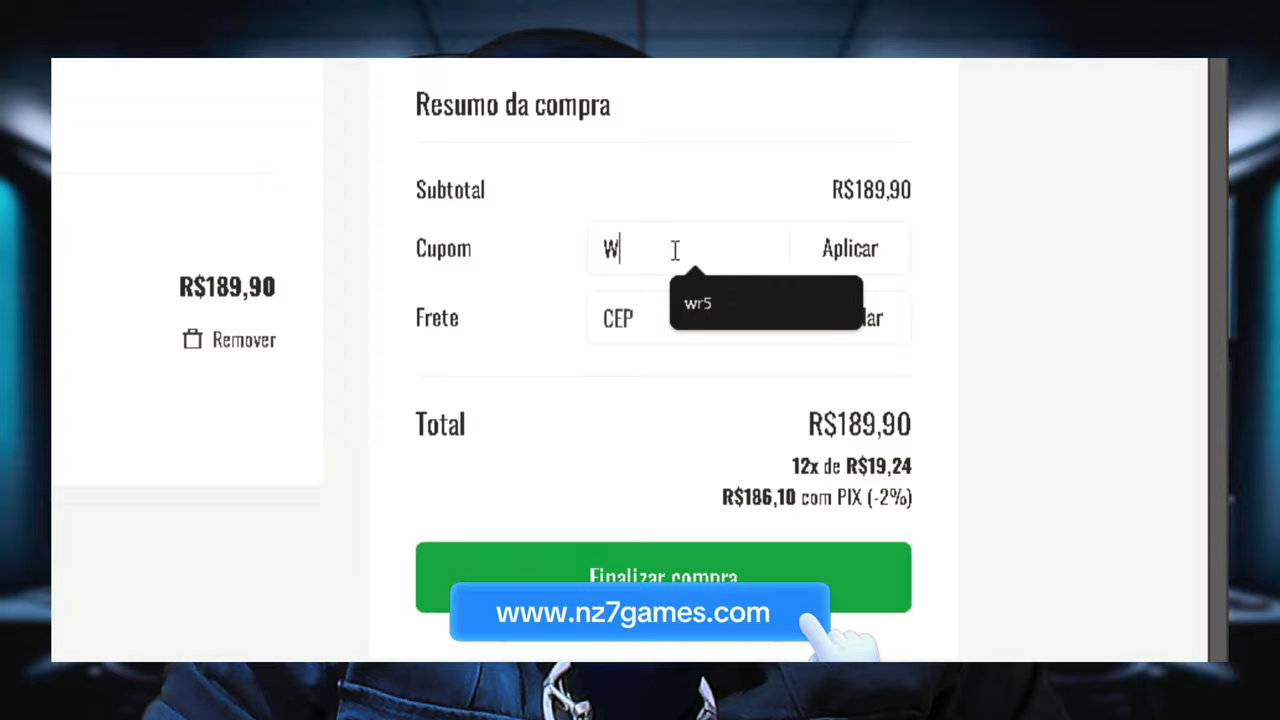 Resumo da compra
Subtotal R$189,90
Cupom W Aplicar
wr5
R$189,90
Frete CEP lar
Remover
Total R$189,90
12x de R$19,24
R$186,10 com PIX (-2%)
Finalizar compra
www.nz7games.com